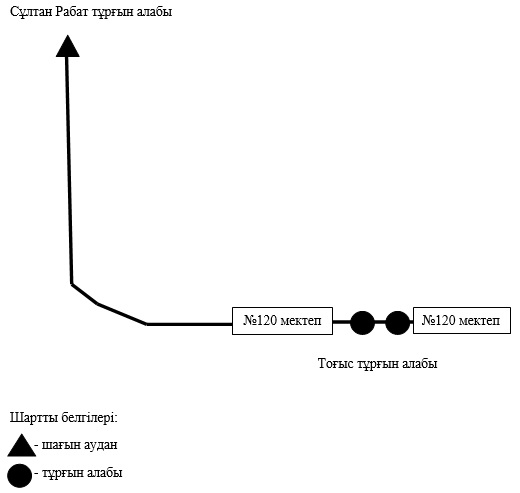 Сұлтан Рабат тұрғын алабы
№120 мектеп
№120 мектеп
Тоғыс тұрғын алабы
Шартты белгілері:
- шағын аудан
- тұрғын алабы